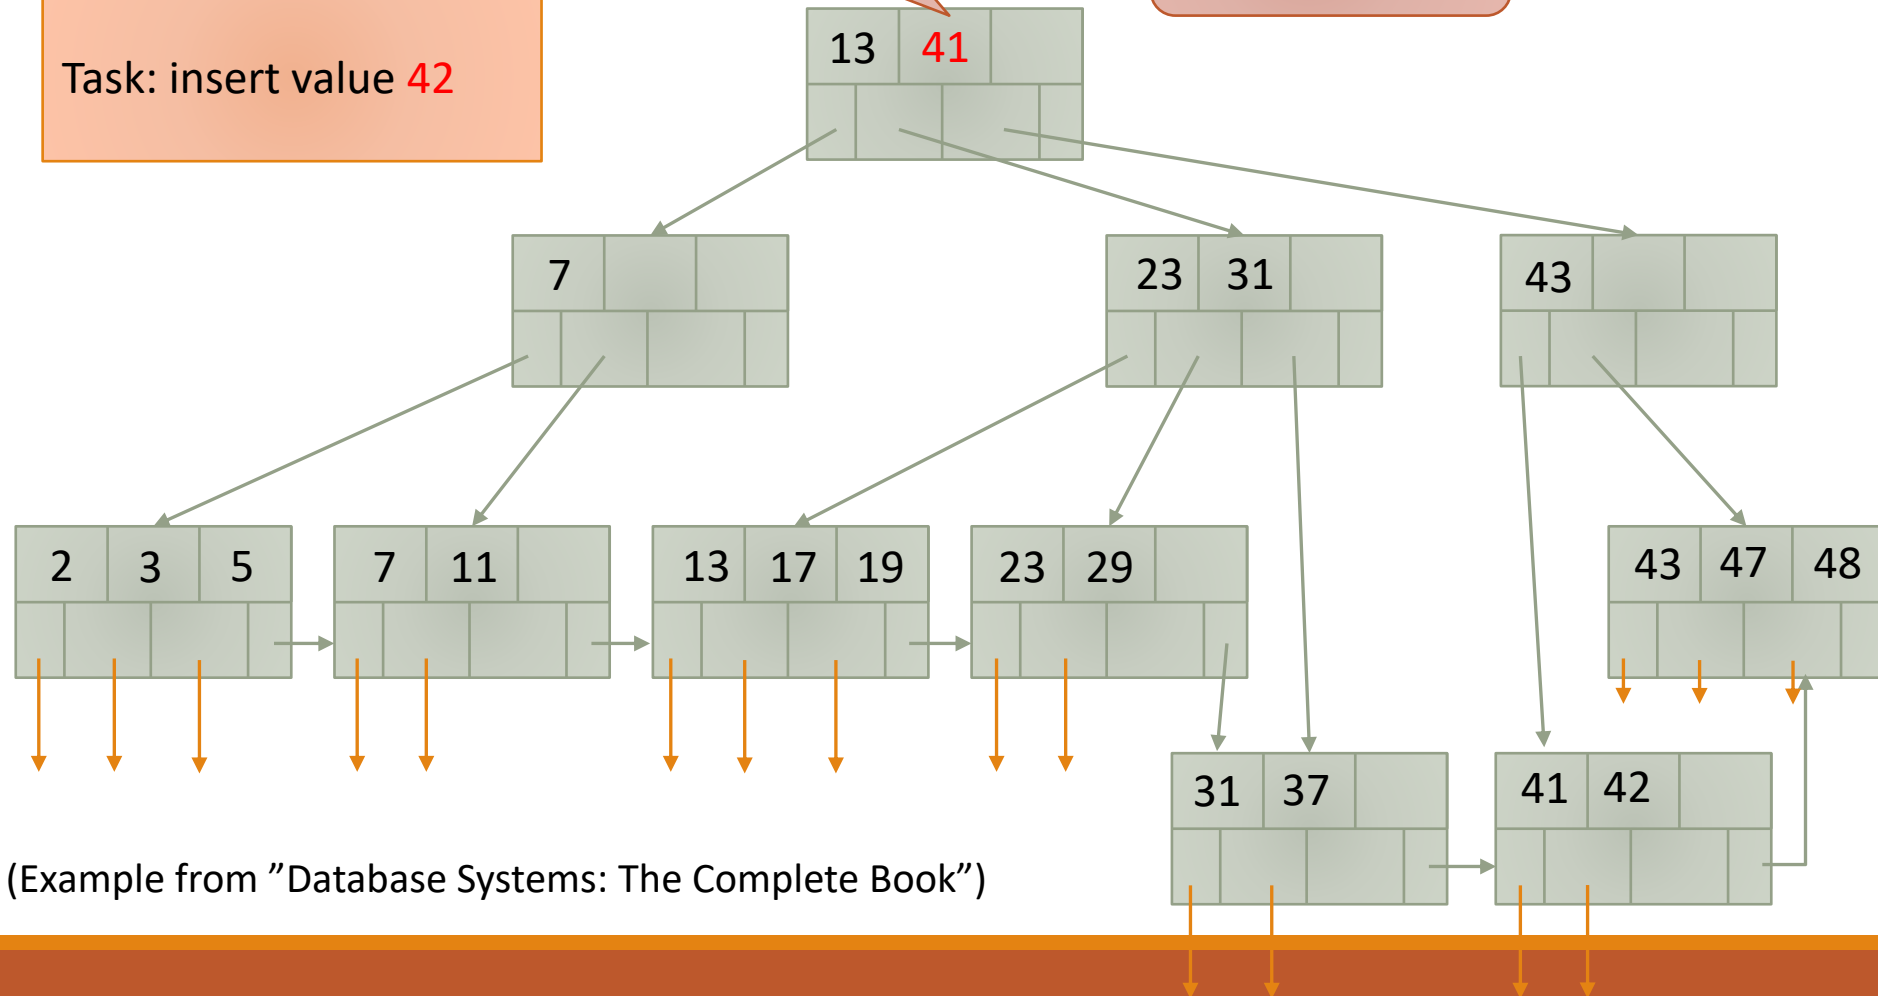 Task: insert value 42
13 41
7
23 31
43
2 3 5
7 11
13 17 19
23 29
43 47 48
31 37
41 42
(Example from ”Database Systems: The Complete Book”)